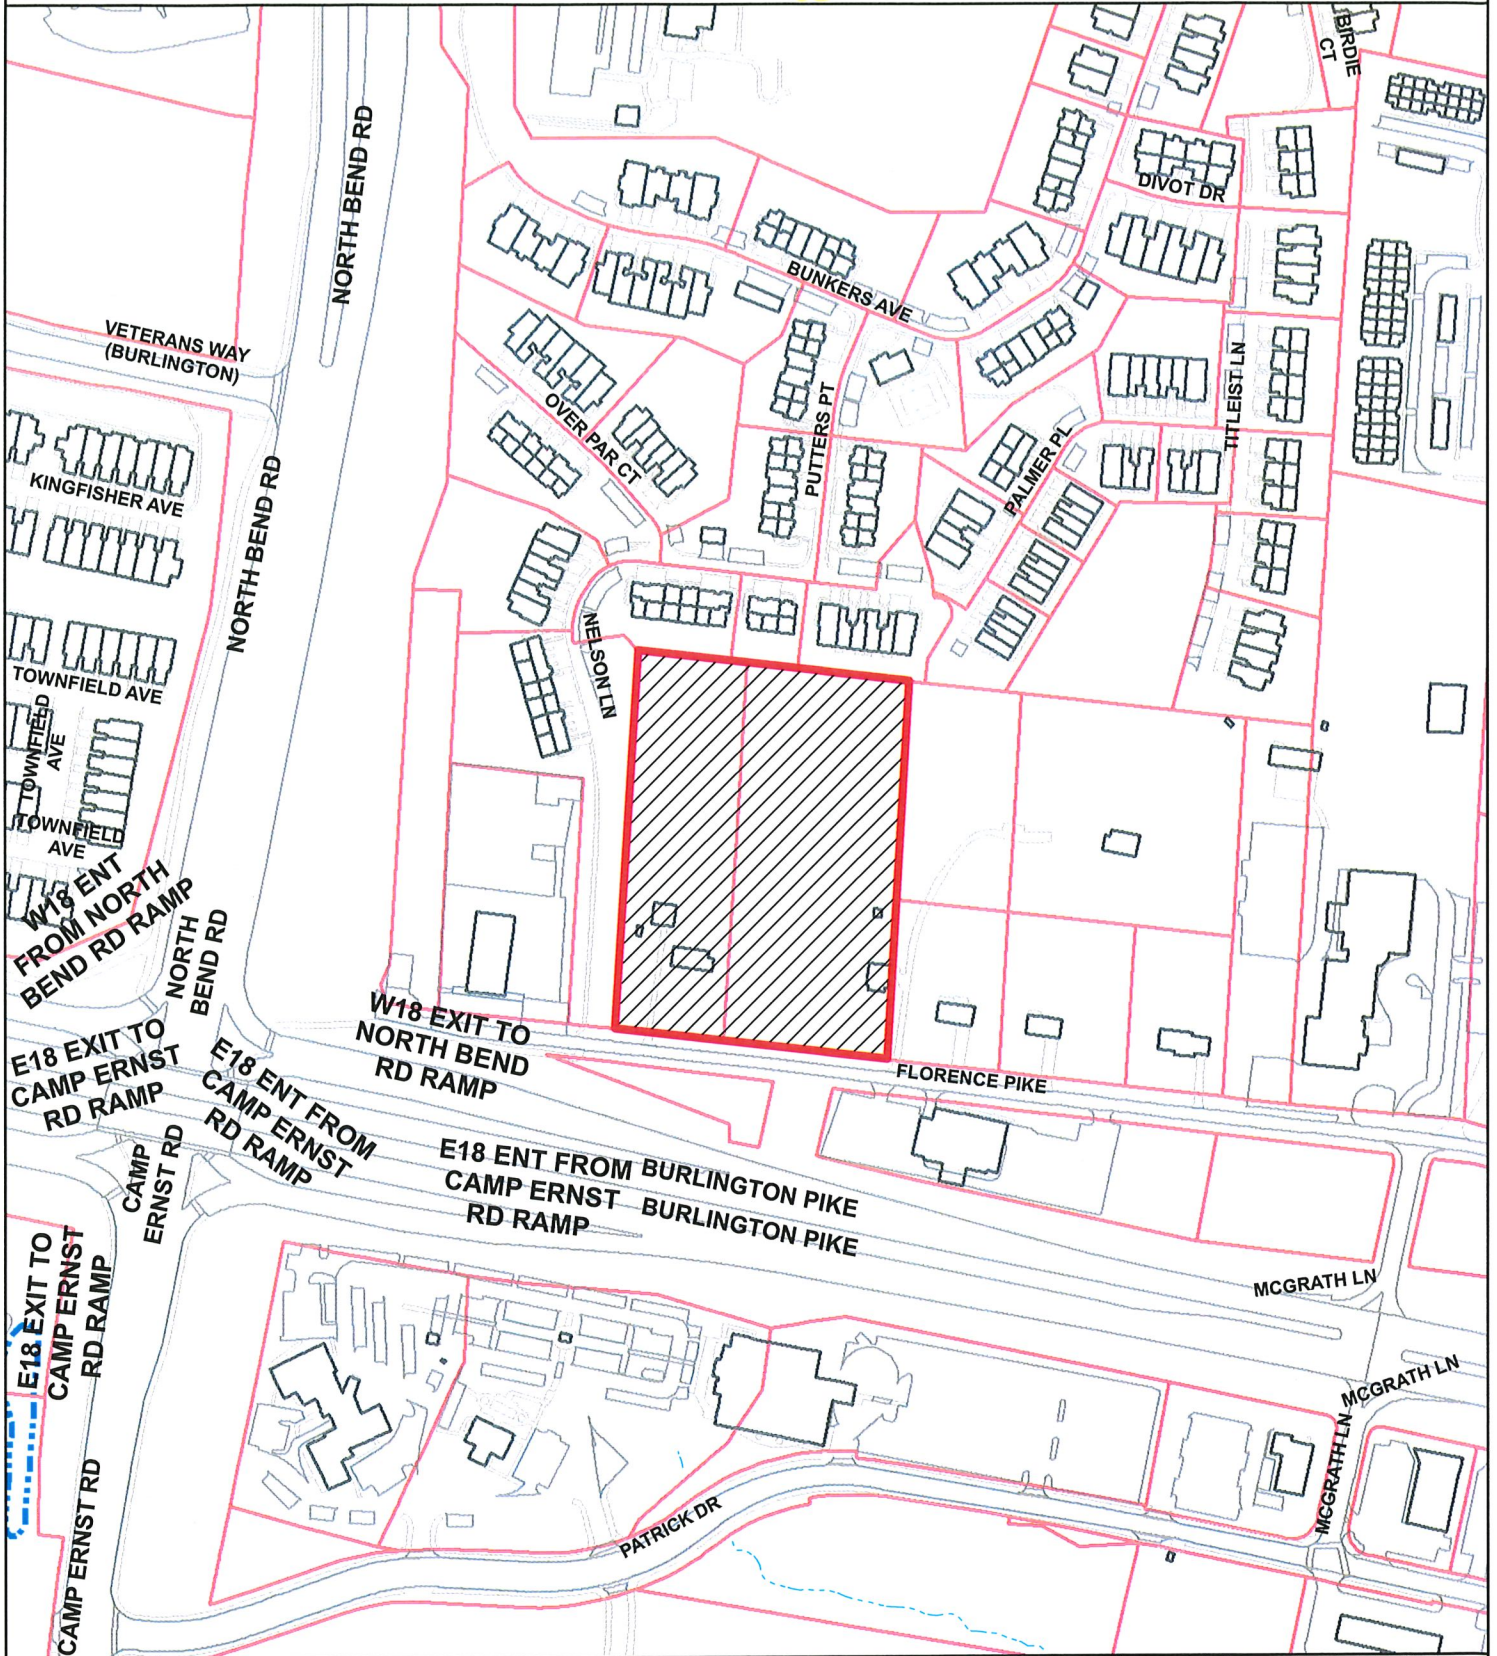 BIRDIE
CT
NORTH BEND RD
DIVOT DR
BUNKERS AVE
VETERANS WAY
(BURLINGTON)
TITLEIST LN
OVER PAR CT
PUTTERS PT
PALMER PL
KINGFISHER AVE
NORTH BEND RD
NELSON LN
TOWNFIELD AVE
TOWNFIELD
AVE
TOWNFIELD
AVE
W18 ENT
FROM NORTH
BEND RD RAMP
NORTH
BEND RD
W18 EXIT TO
NORTH BEND
RD RAMP
E18 EXIT TO
CAMP ERNST
RD RAMP
E18 ENT FROM
CAMP ERNST
RD RAMP
FLORENCE PIKE
CAMP
ERNST RD
E18 ENT FROM
CAMP ERNST
RD RAMP
BURLINGTON PIKE
BURLINGTON PIKE
E18 EXIT TO
CAMP ERNST
RD RAMP
MCGRATH LN
MCGRATH LN
MCGRATH LN
CAMP ERNST RD
PATRICK DR